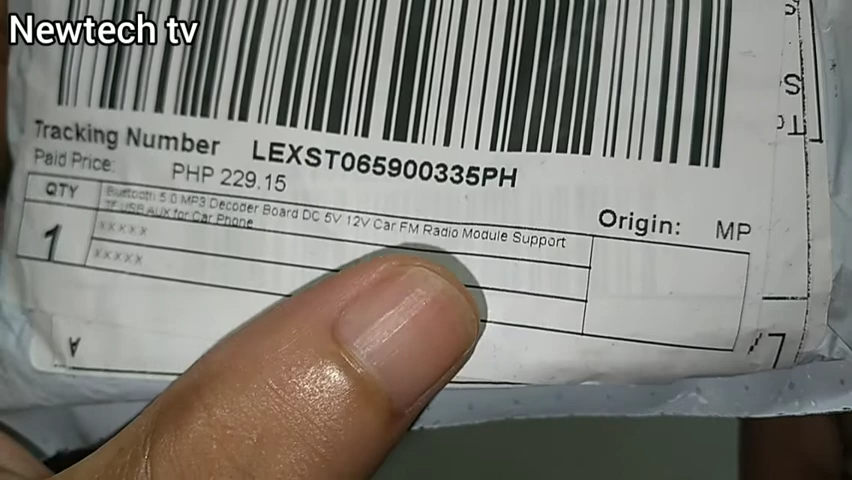 Newtech tv
Tracking Number LEXST065900335PH
Paid Price: PHP 229.15
Origin: MP
QTY
Bluetooth 5.0 MP3 Decoder Board DC 5V 12V Car FM Radio Module Support
TF USB AUX for Car Phone
1
xxxxx
xxxxx
A